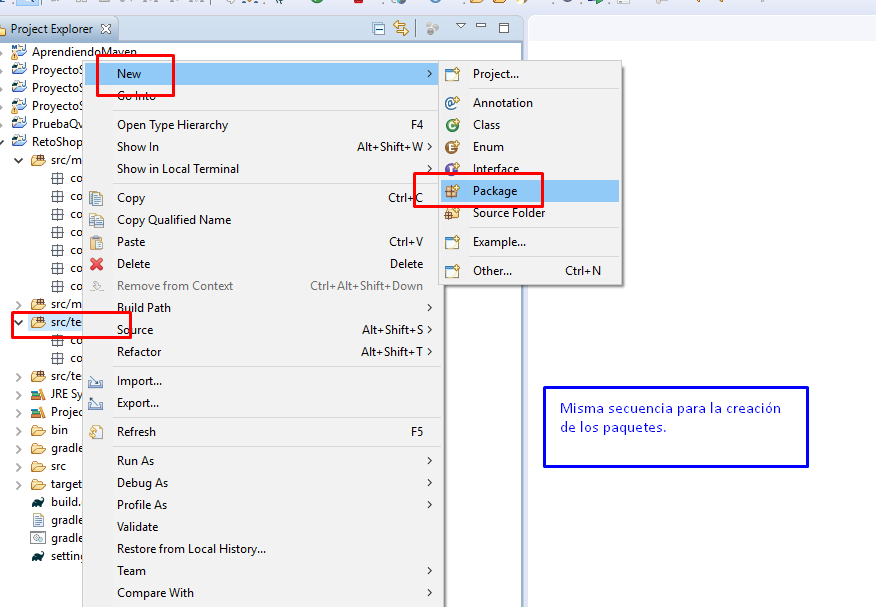 Project Explorer
AprendiendoMaven
ProyectoS
ProyectoS
ProyectoS
PruebaQv
RetoShop
src/m
co
co
co
co
co
co
co
src/m
src/te
co
co
src/te
JRE Sy
Projec
bin
gradle
src
target
build.
gradle
gradle
setting
New
Go Into
Open Type Hierarchy F4
Show In Alt+Shift+W
Show in Local Terminal
Copy Ctrl+C
Copy Qualified Name
Paste Ctrl+V
Delete Delete
Remove from Context Ctrl+Alt+Shift+Down
Build Path
Source Alt+Shift+S
Refactor Alt+Shift+T
Import...
Export...
Refresh F5
Run As
Debug As
Profile As
Validate
Restore from Local History...
Team
Compare With
Project...
Annotation
Class
Enum
Interface
Package
Source Folder
Example...
Other... Ctrl+N
Misma secuencia para la creación
de los paquetes.